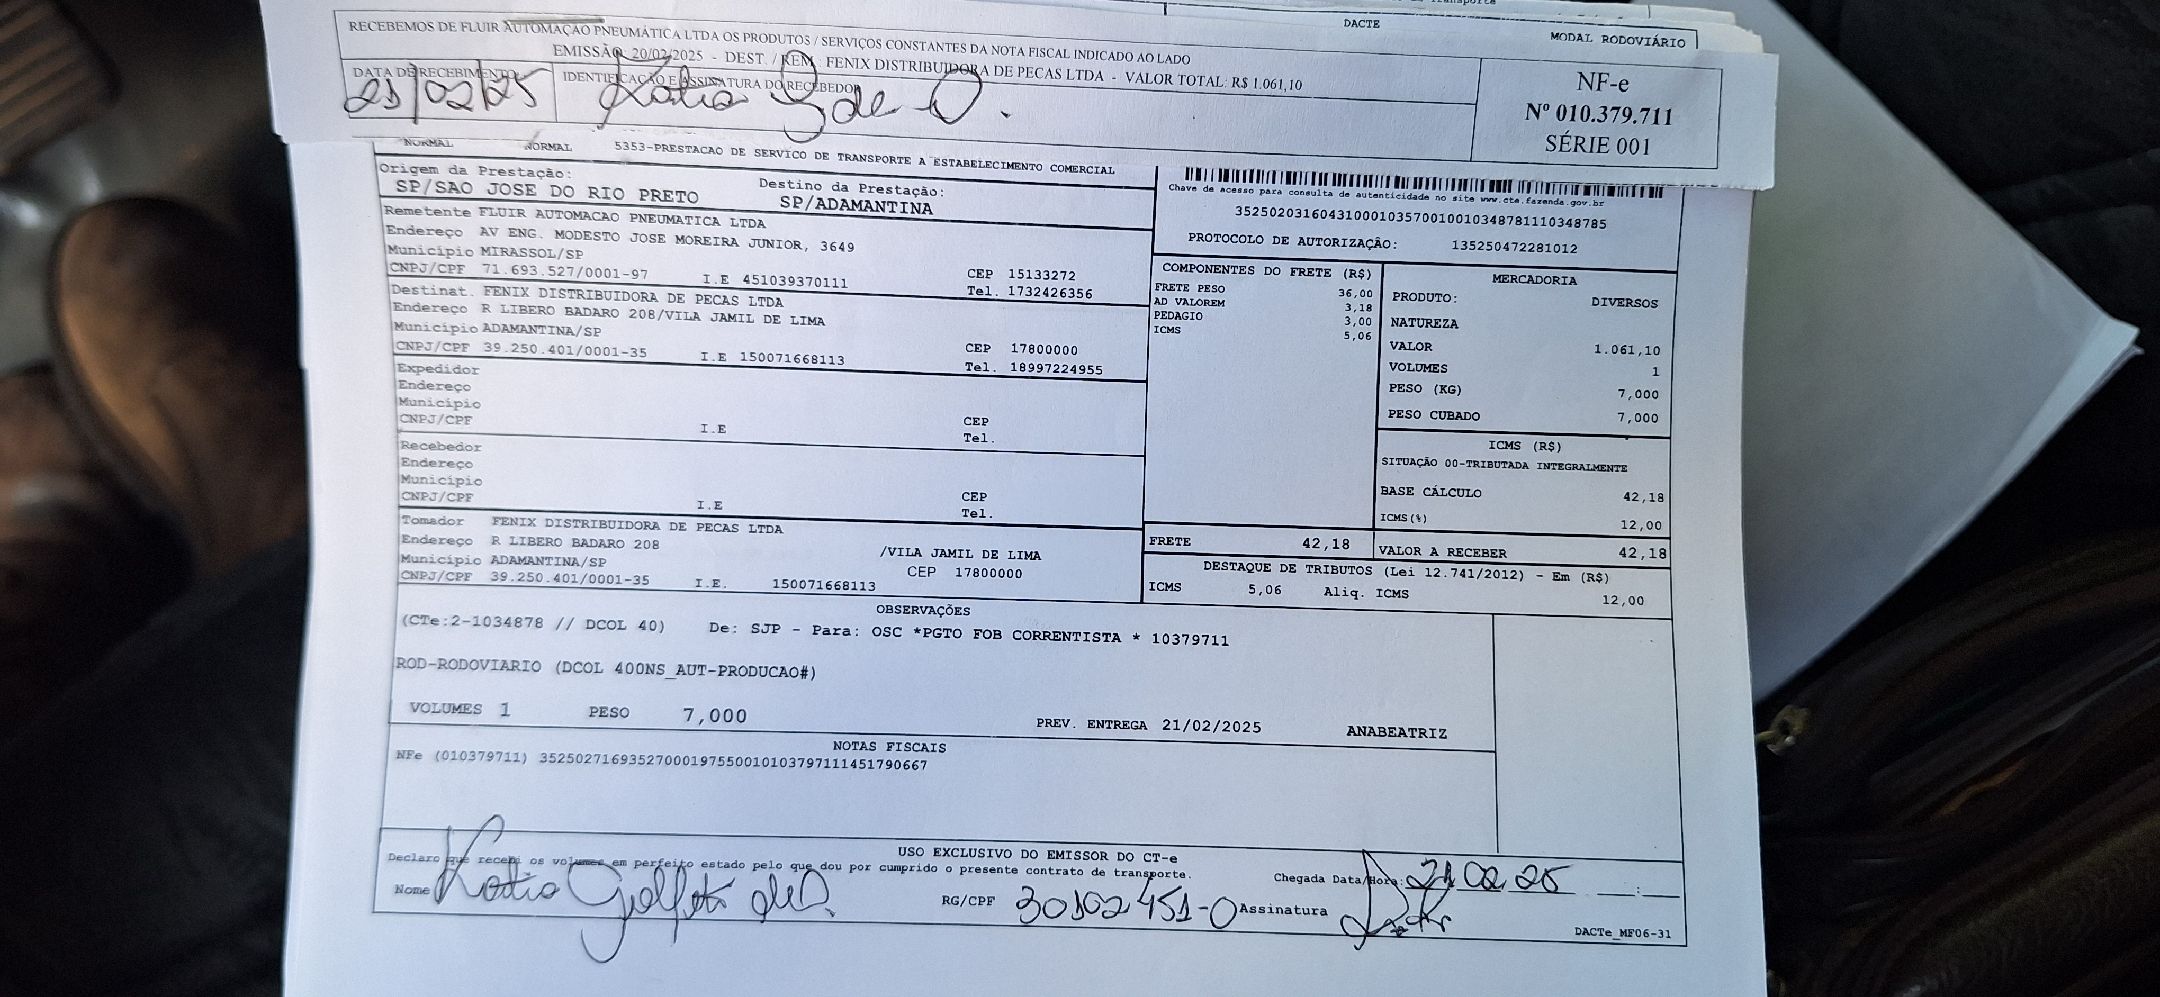 DACTE
MODAL RODOVIÁRIO
RECEBEMOS DE FLUIR AUTOMAÇÃO PNEUMÁTICA LTDA OS PRODUTOS / SERVIÇOS CONSTANTES DA NOTA FISCAL INDICADO AO LADO
EMISSÃO: 20/02/2025 - DEST. / REM: FENIX DISTRIBUIDORA DE PECAS LTDA - VALOR TOTAL: R$ 1.061,10
DATA DE RECEBIMENTO IDENTIFICAÇÃO E ASSINATURA DO RECEBEDOR
21/02/25 Katia G de O.
NF-e
Nº 010.379.711
SÉRIE 001
NORMAL NORMAL 5353-PRESTACAO DE SERVICO DE TRANSPORTE A ESTABELECIMENTO COMERCIAL
Origem da Prestação: Destino da Prestação:
SP/SAO JOSE DO RIO PRETO SP/ADAMANTINA
Chave de acesso para consulta de autenticidade no site www.cte.fazenda.gov.br
35250203160431000103570010010348781110348785
PROTOCOLO DE AUTORIZAÇÃO: 135250472281012
Remetente FLUIR AUTOMACAO PNEUMATICA LTDA
Endereço AV ENG. MODESTO JOSE MOREIRA JUNIOR, 3649
Município MIRASSOL/SP CEP 15133272
CNPJ/CPF 71.693.527/0001-97 I.E 451039370111 Tel. 1732426356
Destinat. FENIX DISTRIBUIDORA DE PECAS LTDA
Endereço R LIBERO BADARO 208/VILA JAMIL DE LIMA
Município ADAMANTINA/SP CEP 17800000
CNPJ/CPF 39.250.401/0001-35 I.E 150071668113 Tel. 18997224955
Expedidor
Endereço
Município CEP
CNPJ/CPF I.E Tel.
Recebedor
Endereço
Município CEP
CNPJ/CPF I.E Tel.
Tomador FENIX DISTRIBUIDORA DE PECAS LTDA
Endereço R LIBERO BADARO 208 /VILA JAMIL DE LIMA
Município ADAMANTINA/SP CEP 17800000
CNPJ/CPF 39.250.401/0001-35 I.E. 150071668113
COMPONENTES DO FRETE (R$)
FRETE PESO 36,00
AD VALOREM 3,18
PEDAGIO 3,00
ICMS 5,06
MERCADORIA
PRODUTO: DIVERSOS
NATUREZA
VALOR 1.061,10
VOLUMES 1
PESO (KG) 7,000
PESO CUBADO 7,000
ICMS (R$)
SITUAÇÃO 00-TRIBUTADA INTEGRALMENTE
BASE CÁLCULO 42,18
ICMS(%) 12,00
FRETE 42,18 VALOR A RECEBER 42,18
DESTAQUE DE TRIBUTOS (Lei 12.741/2012) - Em (R$)
ICMS 5,06 Aliq. ICMS 12,00
OBSERVAÇÕES
(CTe:2-1034878 // DCOL 40) De: SJP - Para: OSC *PGTO FOB CORRENTISTA * 10379711
ROD-RODOVIARIO (DCOL 400NS_AUT-PRODUCAO#)
VOLUMES 1 PESO 7,000 PREV. ENTREGA 21/02/2025 ANABEATRIZ
NOTAS FISCAIS
NFe (010379711) 35250271693527000197550010103797111451790667
USO EXCLUSIVO DO EMISSOR DO CT-e
Declaro que recebi os volumes em perfeito estado pelo que dou por cumprido o presente contrato de transporte.
Chegada Data/Hora: 21 02 25 __:__
Nome Katia RG/CPF 30102451-0 Assinatura
DACTe_MF06-31